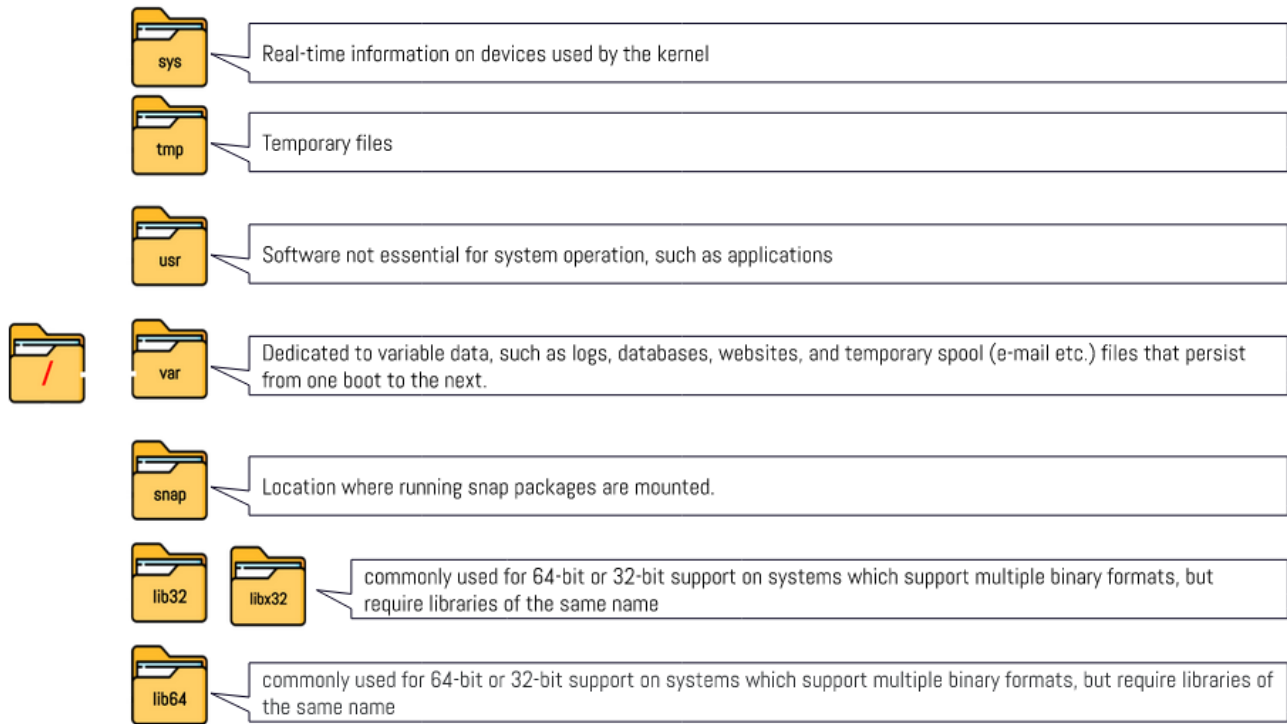 sys
Real-time information on devices used by the kernel
tmp
Temporary files
usr
Software not essential for system operation, such as applications
/
var
Dedicated to variable data, such as logs, databases, websites, and temporary spool (e-mail etc.) files that persist
from one boot to the next.
snap
Location where running snap packages are mounted.
lib32
libx32
commonly used for 64-bit or 32-bit support on systems which support multiple binary formats, but
require libraries of the same name
lib64
commonly used for 64-bit or 32-bit support on systems which support multiple binary formats, but require libraries of
the same name